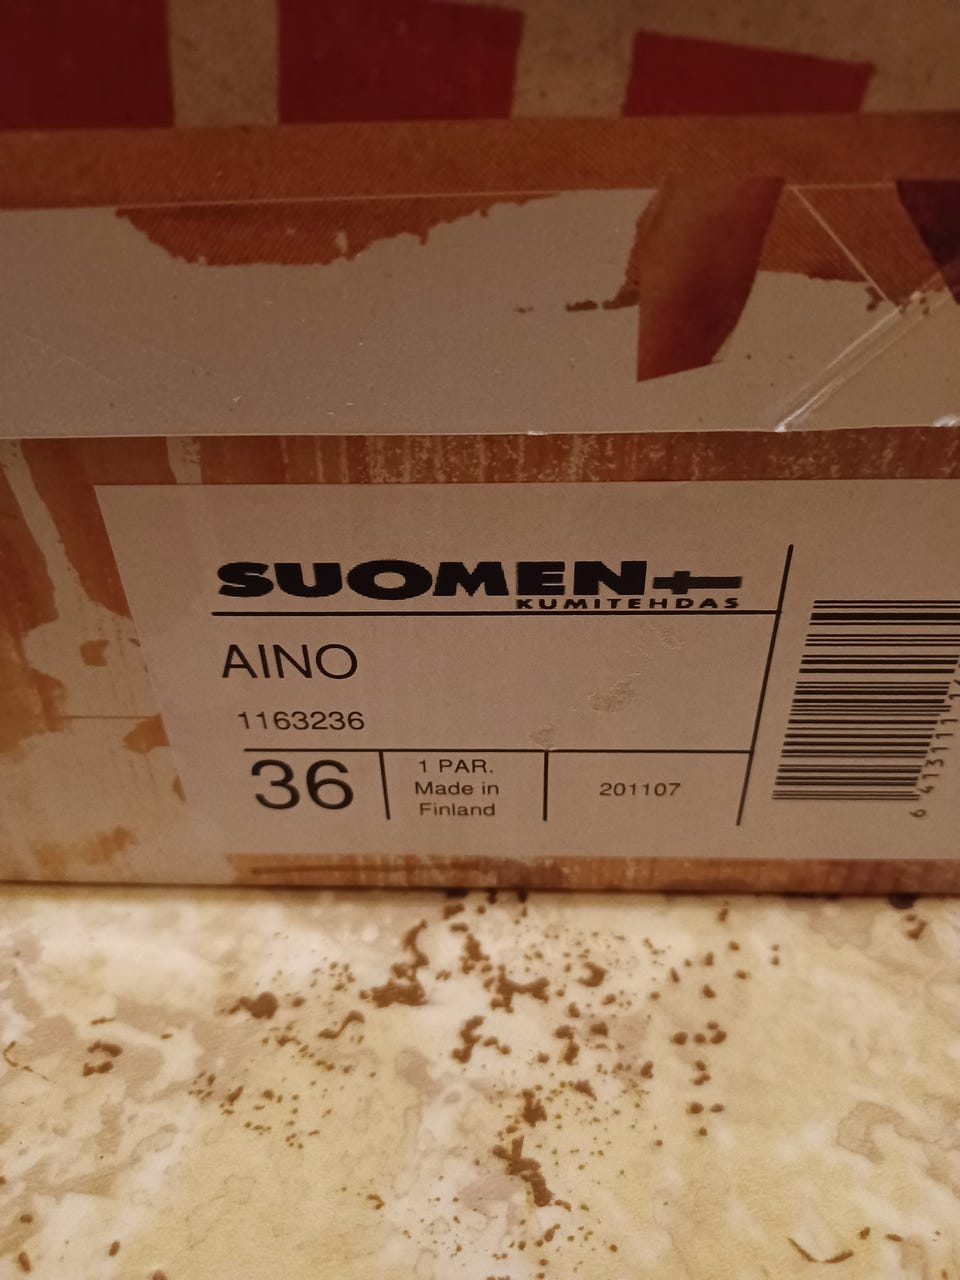 SUOMEN
KUMITEHDAS
AINO
1163236
36
1 PAR.
Made in
Finland
201107